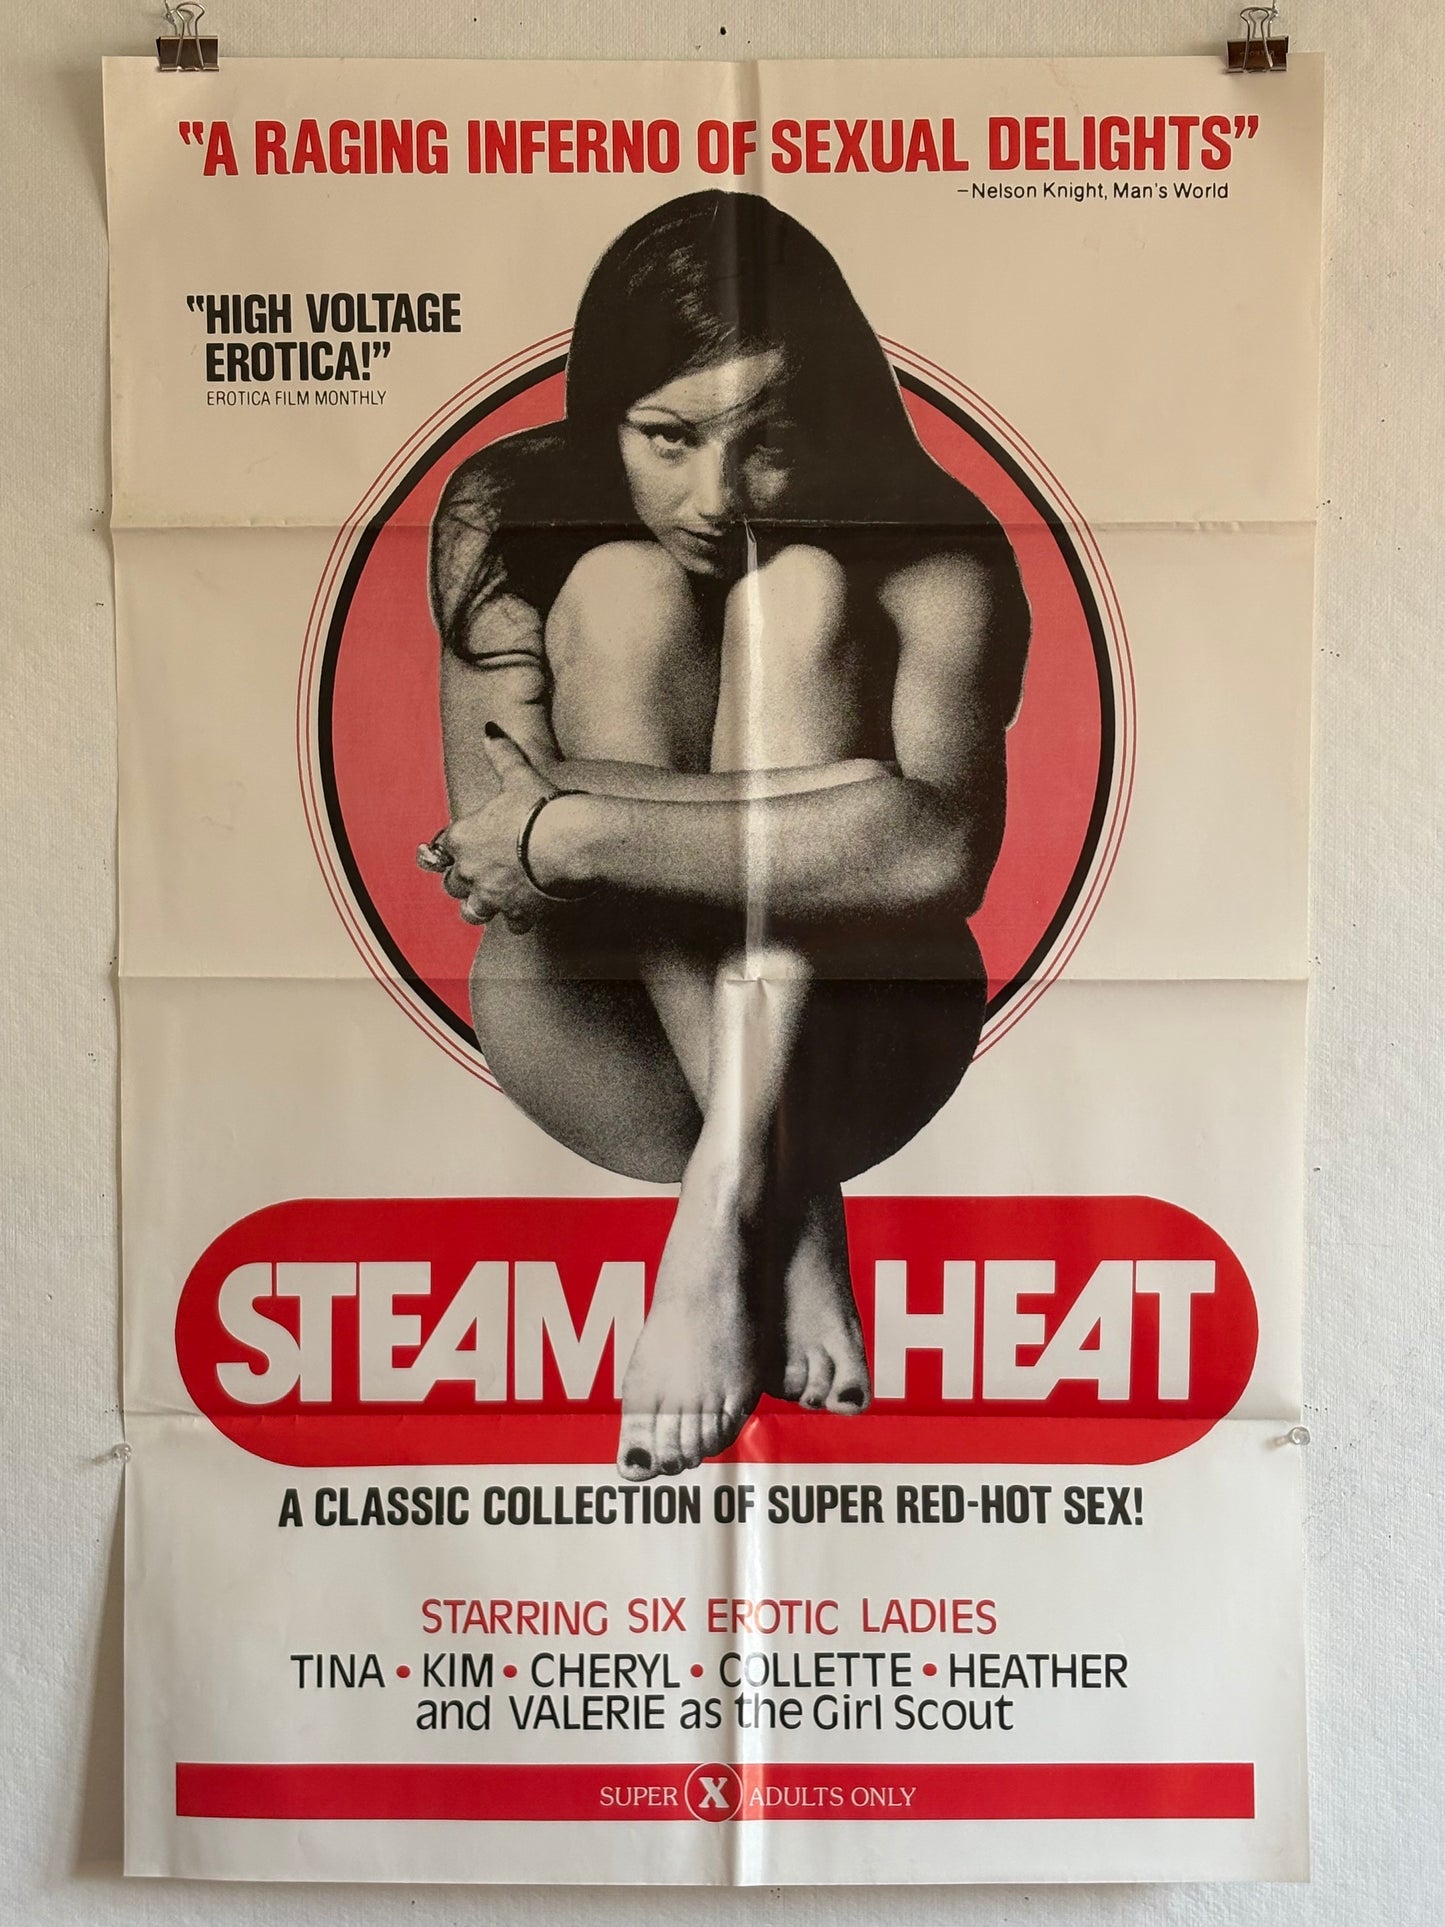 "A RAGING INFERNO OF SEXUAL DELIGHTS"
–Nelson Knight, Man's World
"HIGH VOLTAGE
EROTICA!"
EROTICA FILM MONTHLY
STEAM HEAT
A CLASSIC COLLECTION OF SUPER RED-HOT SEX!
STARRING SIX EROTIC LADIES
TINA • KIM • CHERYL • COLLETTE • HEATHER
and VALERIE as the Girl Scout
SUPER X ADULTS ONLY